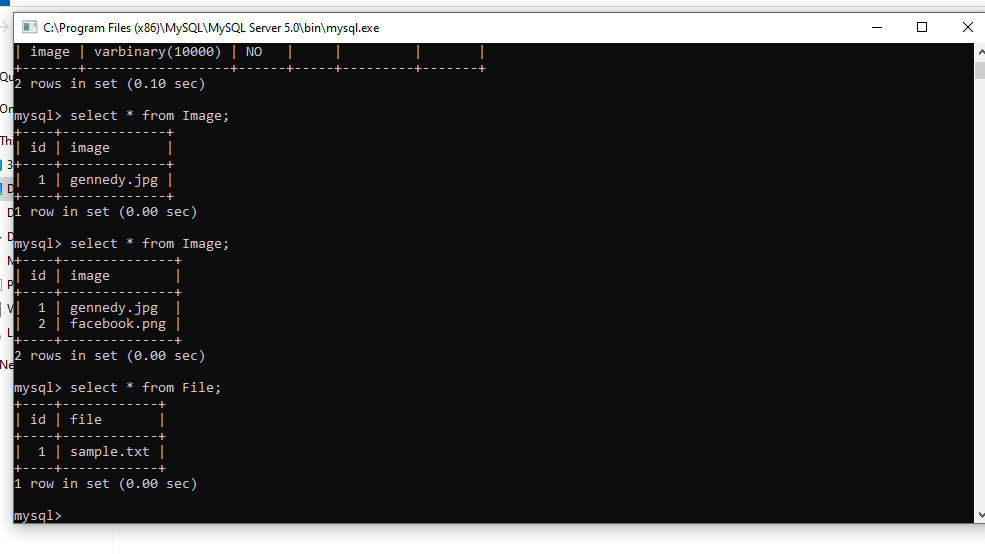 C:\Program Files (x86)\MySQL\MySQL Server 5.0\bin\mysql.exe
| image | varbinary(10000) | NO   |     |         |       |
+-------+------------------+------+-----+---------+-------+
2 rows in set (0.10 sec)
mysql> select * from Image;
+----+-------------+
| id | image       |
+----+-------------+
|  1 | gennedy.jpg |
+----+-------------+
1 row in set (0.00 sec)
mysql> select * from Image;
+----+--------------+
| id | image        |
+----+--------------+
|  1 | gennedy.jpg  |
|  2 | facebook.png |
+----+--------------+
2 rows in set (0.00 sec)
mysql> select * from File;
+----+------------+
| id | file       |
+----+------------+
|  1 | sample.txt |
+----+------------+
1 row in set (0.00 sec)
mysql>